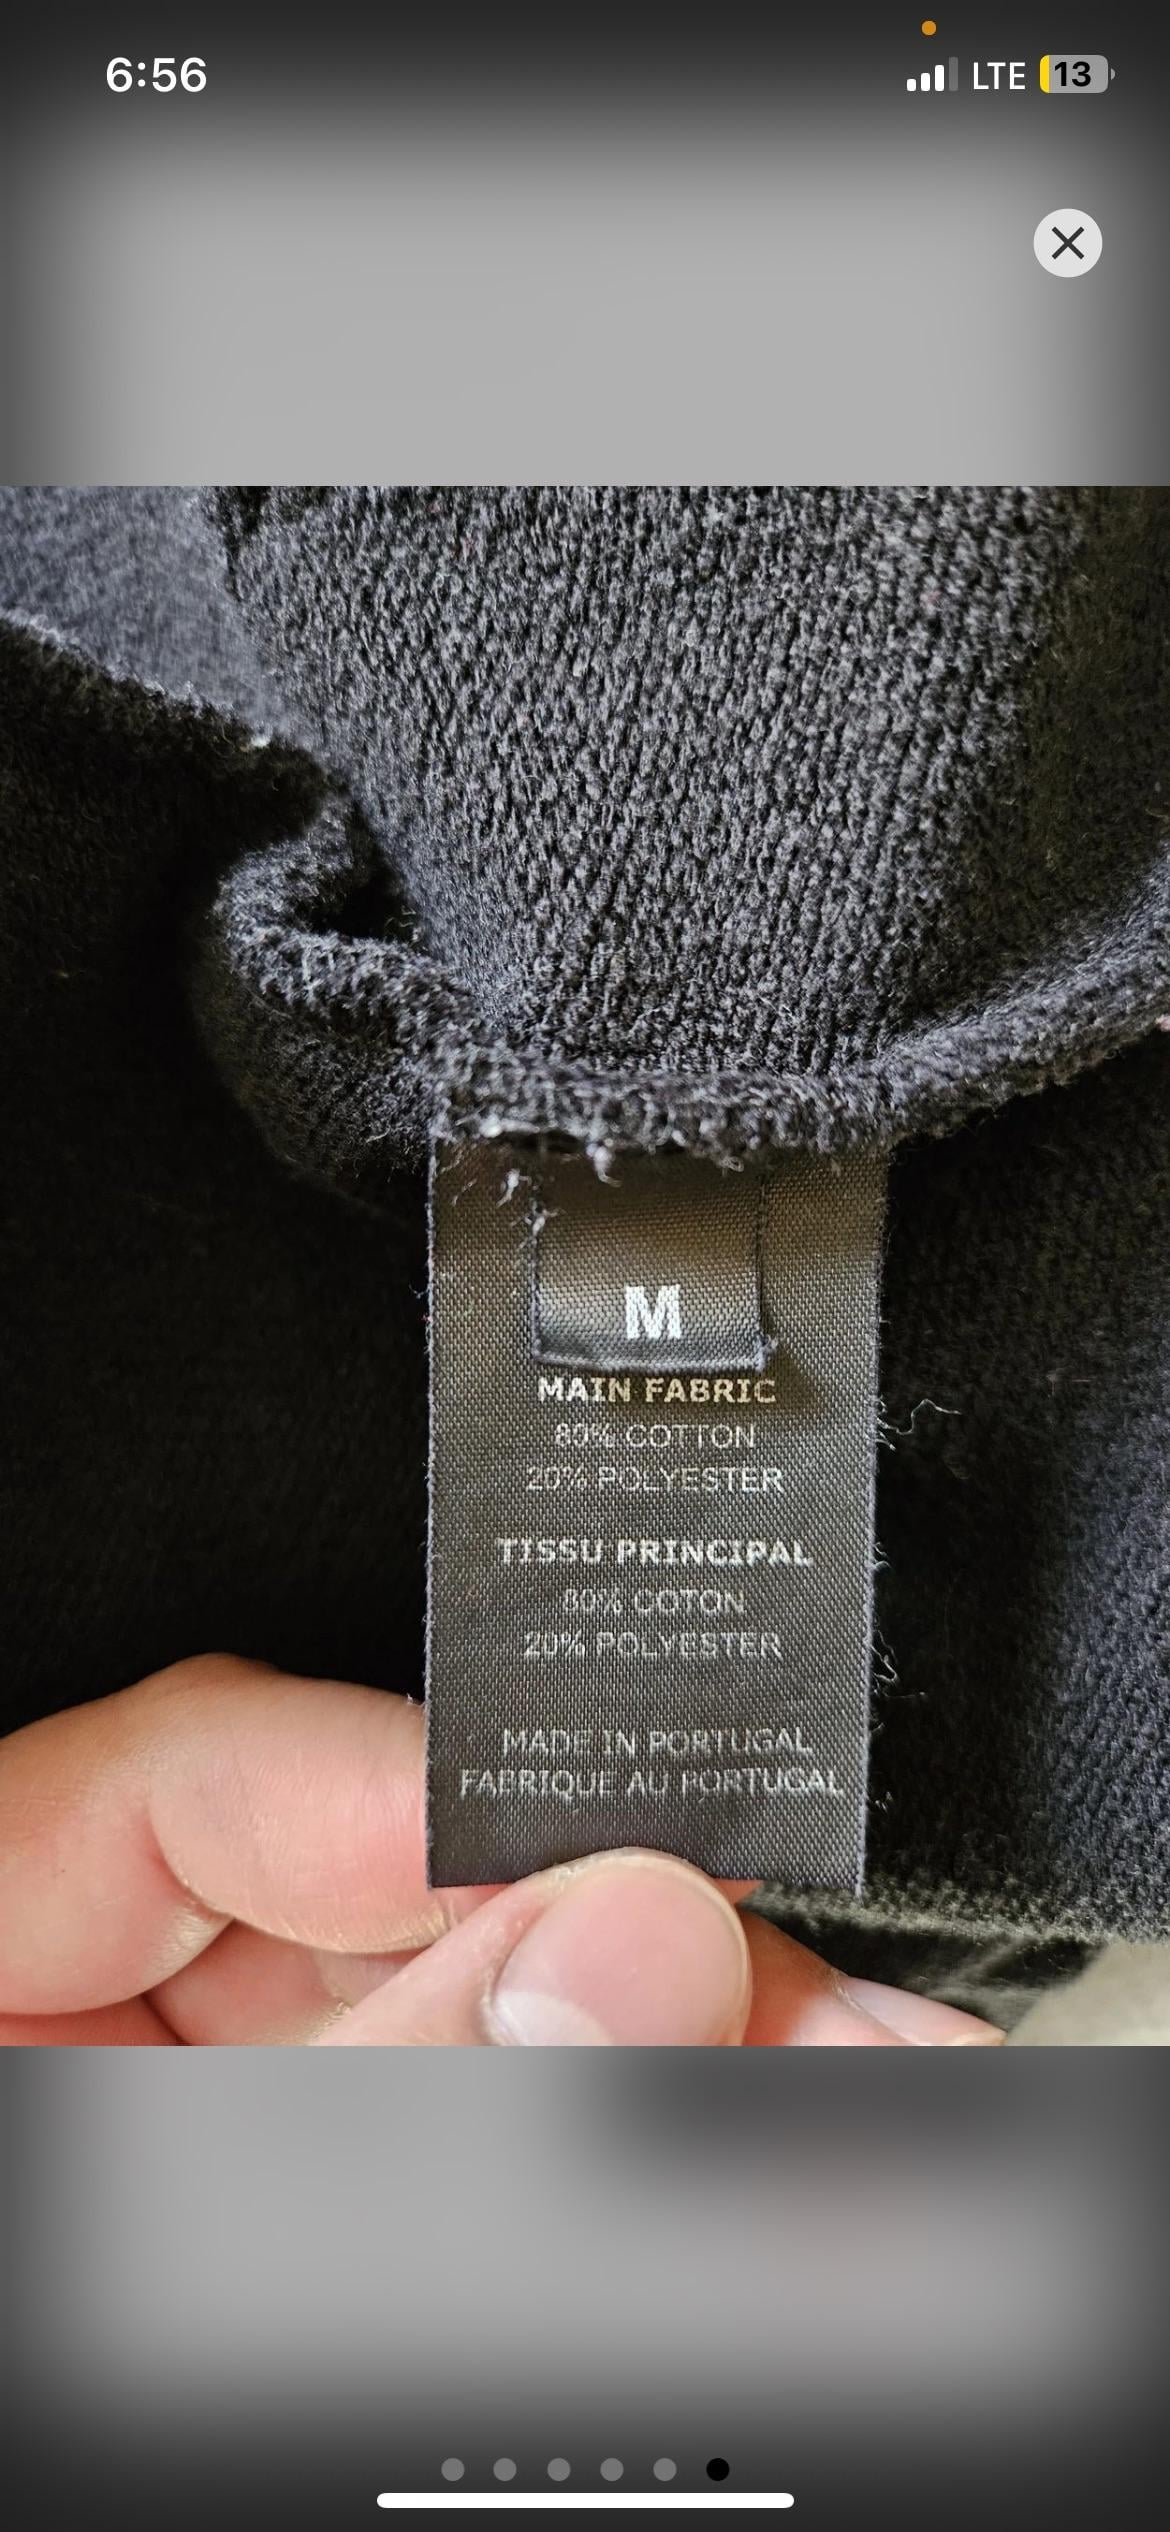 6:56
LTE 13
M
MAIN FABRIC
80% COTTON
20% POLYESTER
TISSU PRINCIPAL
80% COTON
20% POLYESTER
MADE IN PORTUGAL
FABRIQUE AU PORTUGAL